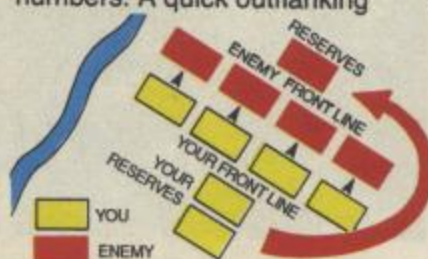 numbers. A quick outflanking
RESERVES
ENEMY FRONT LINE
YOUR FRONT LINE
YOUR
RESERVES
YOU
ENEMY